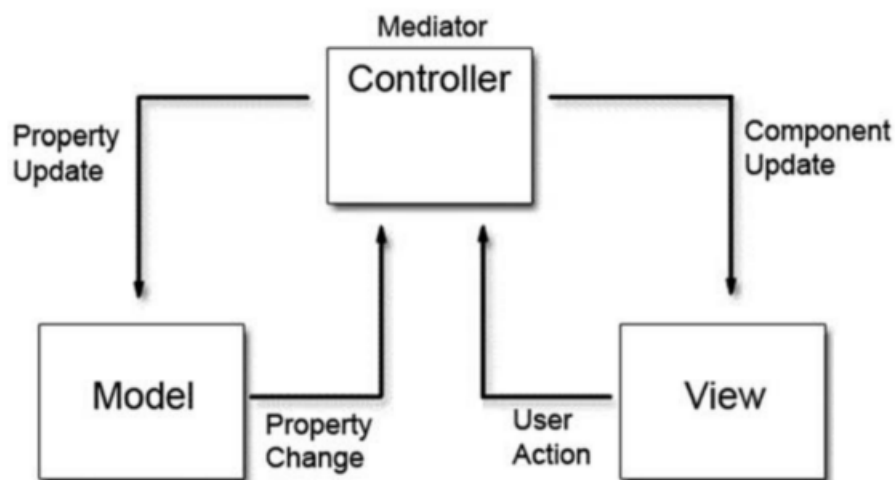 Mediator
Controller
Property
Update
Component
Update
Model
Property
Change
User
Action
View